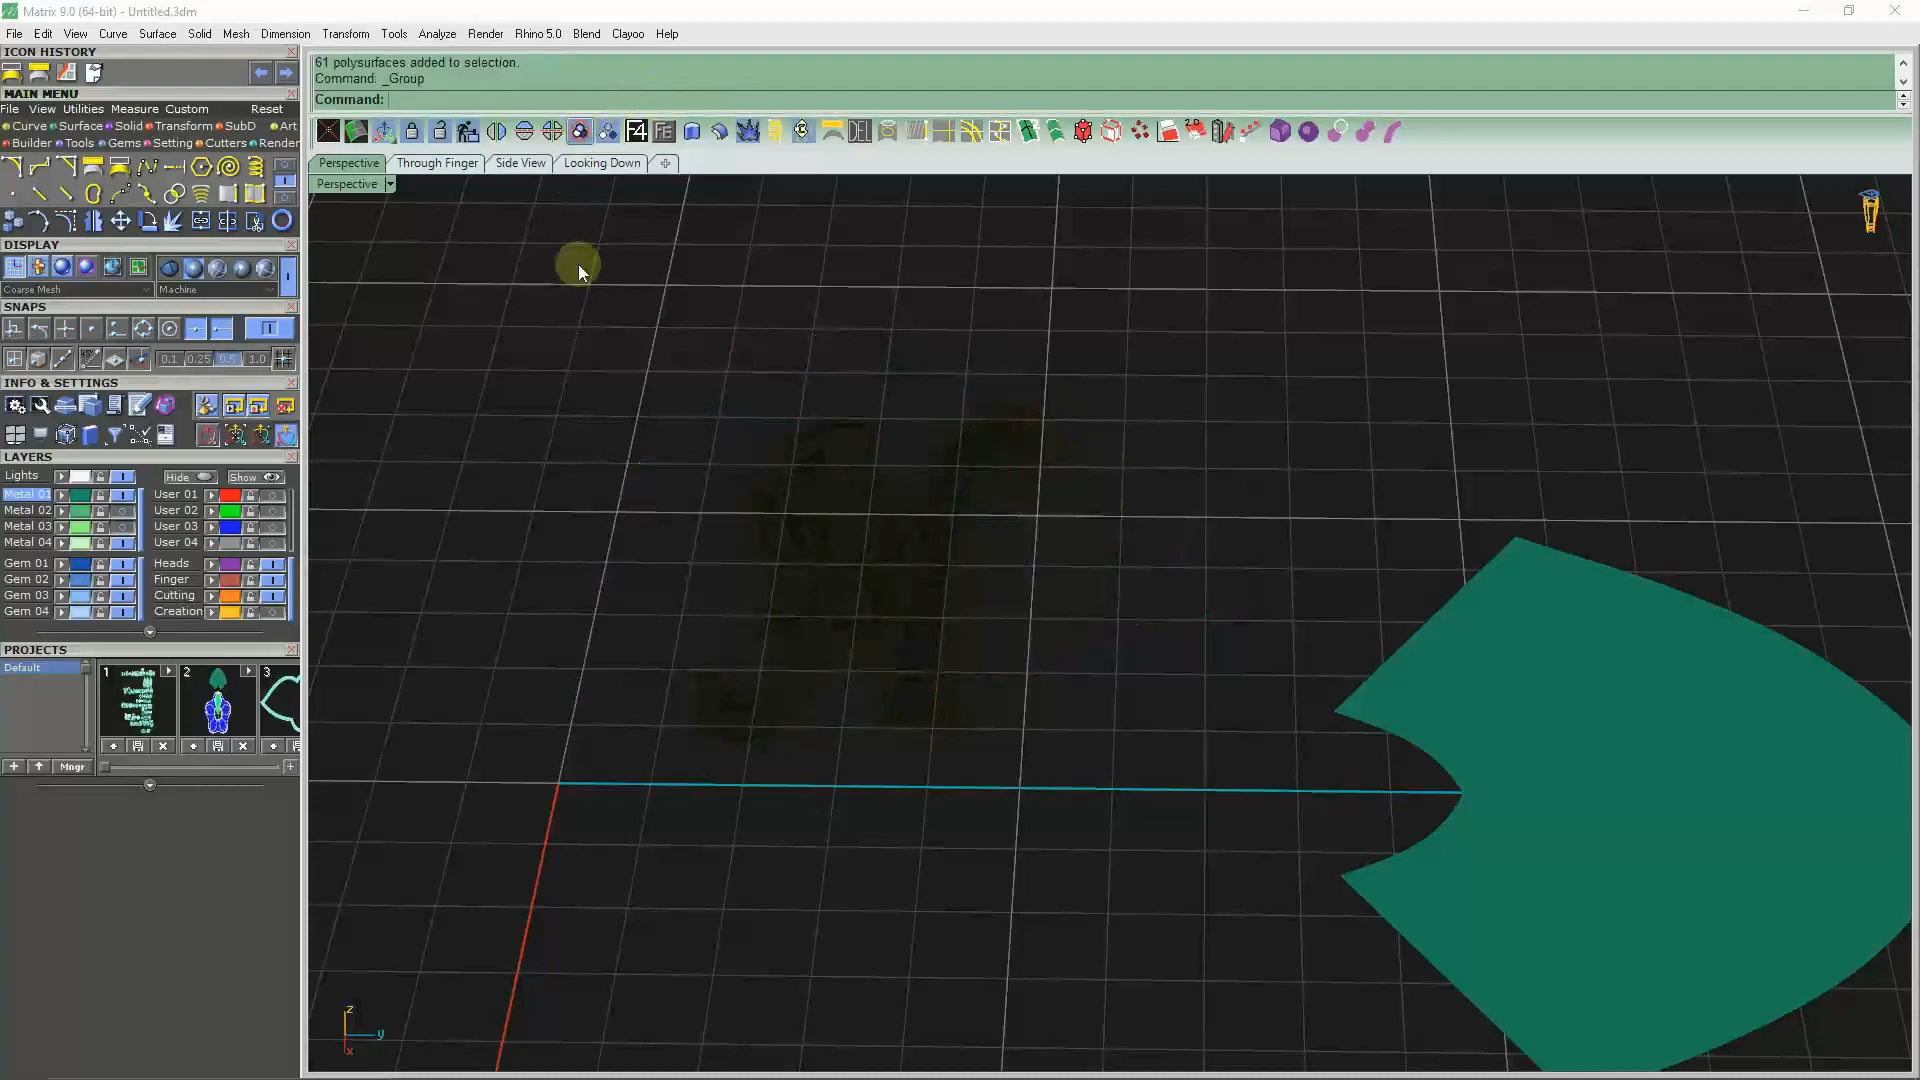 Matrix 9.0 (64-bit) - Untitled.3dm
File Edit View Curve Surface Solid Mesh Dimension Transform Tools Analyze Render Rhino 5.0 Blend Clayoo Help
ICON HISTORY
61 polysurfaces added to selection.
Command: _Group
Command:
MAIN MENU
File View Utilities Measure Custom Reset
Curve Surface Solid Transform SubD Art
Builder Tools Gems Setting Cutters Render
F4 F6 DEL 2D
Perspective Through Finger Side View Looking Down
Perspective
DISPLAY
Coarse Mesh Machine
SNAPS
0.1 0.25 0.5 1.0
INFO & SETTINGS
LAYERS
Lights Hide Show
Metal 01 User 01
Metal 02 User 02
Metal 03 User 03
Metal 04 User 04
Gem 01 Heads
Gem 02 Finger
Gem 03 Cutting
Gem 04 Creation
PROJECTS
Default 1 2 3
Mngr
z
y
x